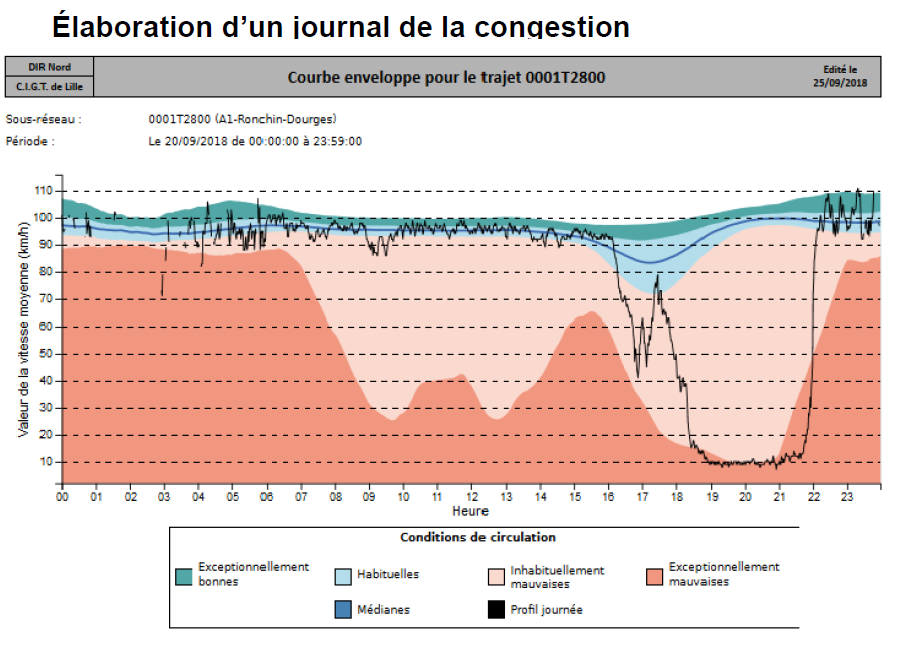 Élaboration d’un journal de la congestion
DIR Nord
C.I.G.T. de Lille
Courbe enveloppe pour le trajet 0001T2800
Edité le
25/09/2018
Sous-réseau : 0001T2800 (A1-Ronchin-Dourges)
Période : Le 20/09/2018 de 00:00:00 à 23:59:00
Valeur de la vitesse moyenne (km/h)
110
100
90
80
70
60
50
40
30
20
10
00 01 02 03 04 05 06 07 08 09 10 11 12 13 14 15 16 17 18 19 20 21 22 23
Heure
Conditions de circulation
Exceptionnellement
bonnes
Habituelles
Inhabituellement
mauvaises
Exceptionnellement
mauvaises
Médianes
Profil journée